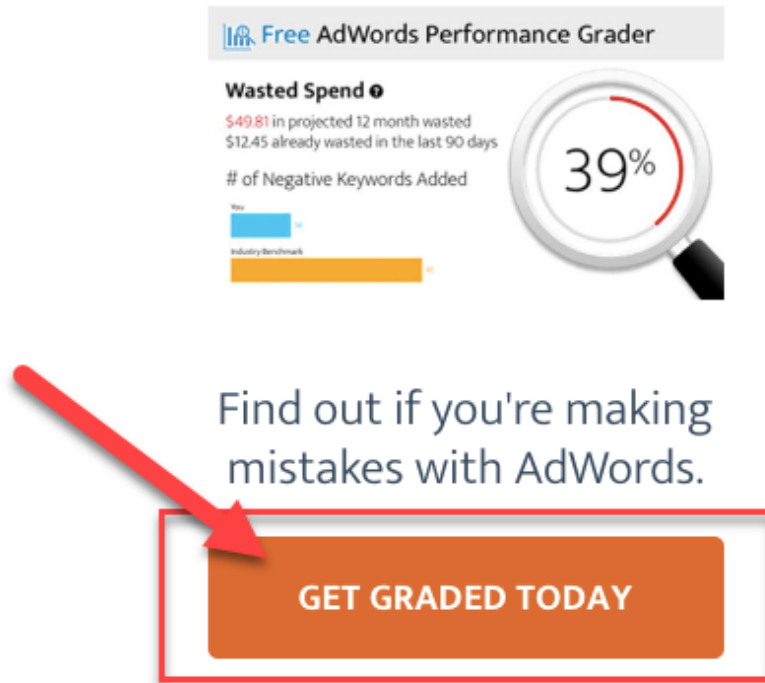 Free AdWords Performance Grader
Wasted Spend
$49.81 in projected 12 month wasted
$12.45 already wasted in the last 90 days
# of Negative Keywords Added
You
Industry Benchmark
39%
Find out if you're making
mistakes with AdWords.
GET GRADED TODAY